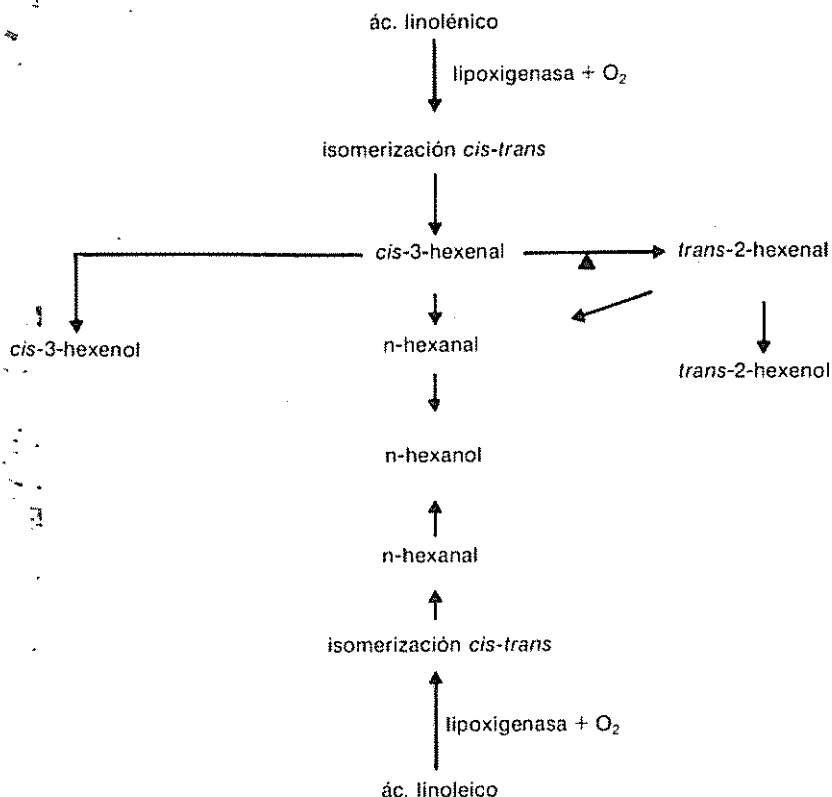 ác. linolénico
lipoxigenasa + O₂
isomerización cis-trans
cis-3-hexenal
trans-2-hexenal
cis-3-hexenol
n-hexanal
trans-2-hexenol
n-hexanol
n-hexanal
isomerización cis-trans
lipoxigenasa + O₂
ác. linoleico